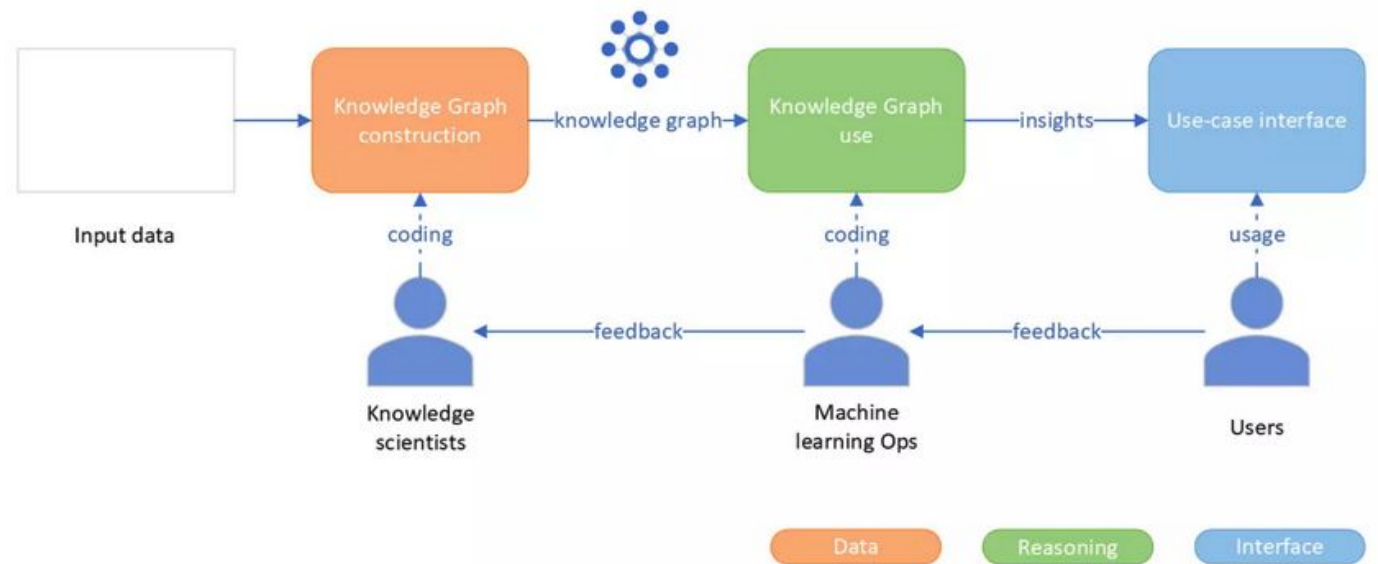 Knowledge Graph
construction
knowledge graph
Knowledge Graph
use
insights
Use-case interface
Input data
coding
coding
usage
feedback
feedback
Knowledge
scientists
Machine
learning Ops
Users
Data
Reasoning
Interface